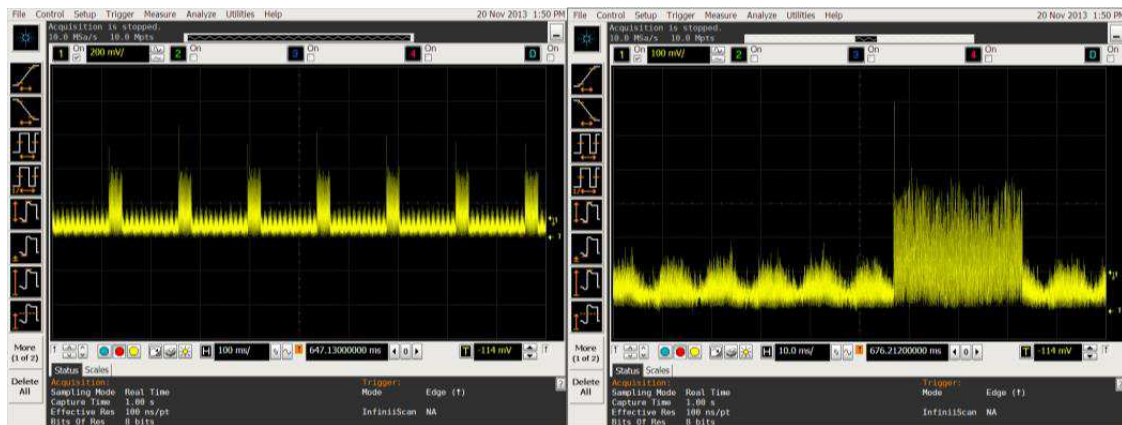 File Control Setup Trigger Measure Analyze Utilities Help 20 Nov 2013 1:50 PM
Acquisition is stopped.
10.0 MSa/s 10.0 Mpts
On On On On On
1 200 mV/ 2 3 4 D
More
(1 of 2)
Delete
All
H 100 ms/ 647.13000000 ms 0 T -114 mV
Status Scales
Acquisition: Trigger:
Sampling Mode Real Time Mode Edge (↑)
Capture Time 1.00 s
Effective Res 100 ns/pt InfiniiScan NA
Bits Of Res 8 bits
File Control Setup Trigger Measure Analyze Utilities Help 20 Nov 2013 1:50 PM
Acquisition is stopped.
10.0 MSa/s 10.0 Mpts
On On On On On
1 100 mV/ 2 3 4 D
More
(1 of 2)
Delete
All
H 10.0 ms/ 676.21200000 ms 0 T -114 mV
Status Scales
Acquisition: Trigger:
Sampling Mode Real Time Mode Edge (↑)
Capture Time 1.00 s
Effective Res 100 ns/pt InfiniiScan NA
Bits Of Res 8 bits